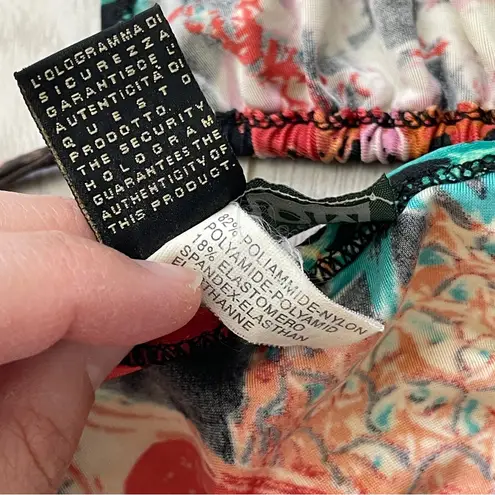 L'OLOGRAMMA DI
SICUREZZA
GARANTISCE L'
AUTENTICITÀ DI
QUESTO
PRODOTTO.
THE SECURITY
HOLOGRAM
GUARANTEES THE
AUTHENTICITY OF
THIS PRODUCT.
82% POLIAMMIDE-NYLON
POLYAMIDE-POLYAMID
18% ELASTOMERO
SPANDEX-ELASTHAN